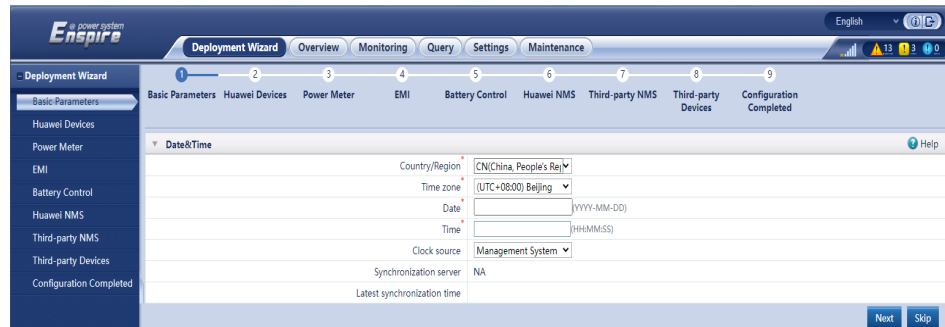 power system
Enspire
English
Deployment Wizard Overview Monitoring Query Settings Maintenance
13 3 0
Deployment Wizard
Basic Parameters
Huawei Devices
Power Meter
EMI
Battery Control
Huawei NMS
Third-party NMS
Third-party Devices
Configuration Completed
1 2 3 4 5 6 7 8 9
Basic Parameters Huawei Devices Power Meter EMI Battery Control Huawei NMS Third-party NMS Third-party Devices Configuration Completed
Date&Time Help
Country/Region * CN(China, People's Rep
Time zone * (UTC+08:00) Beijing
Date * (YYYY-MM-DD)
Time * (HH:MM:SS)
Clock source Management System
Synchronization server NA
Latest synchronization time
Next Skip